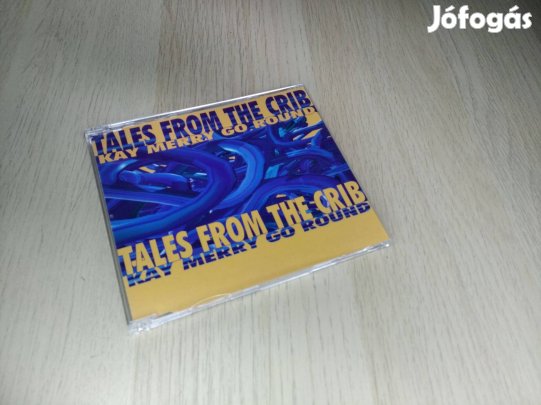 Jófogás
TALES FROM THE CRIB
KAY MERRY GO ROUND
TALES FROM THE CRIB
KAY MERRY GO ROUND